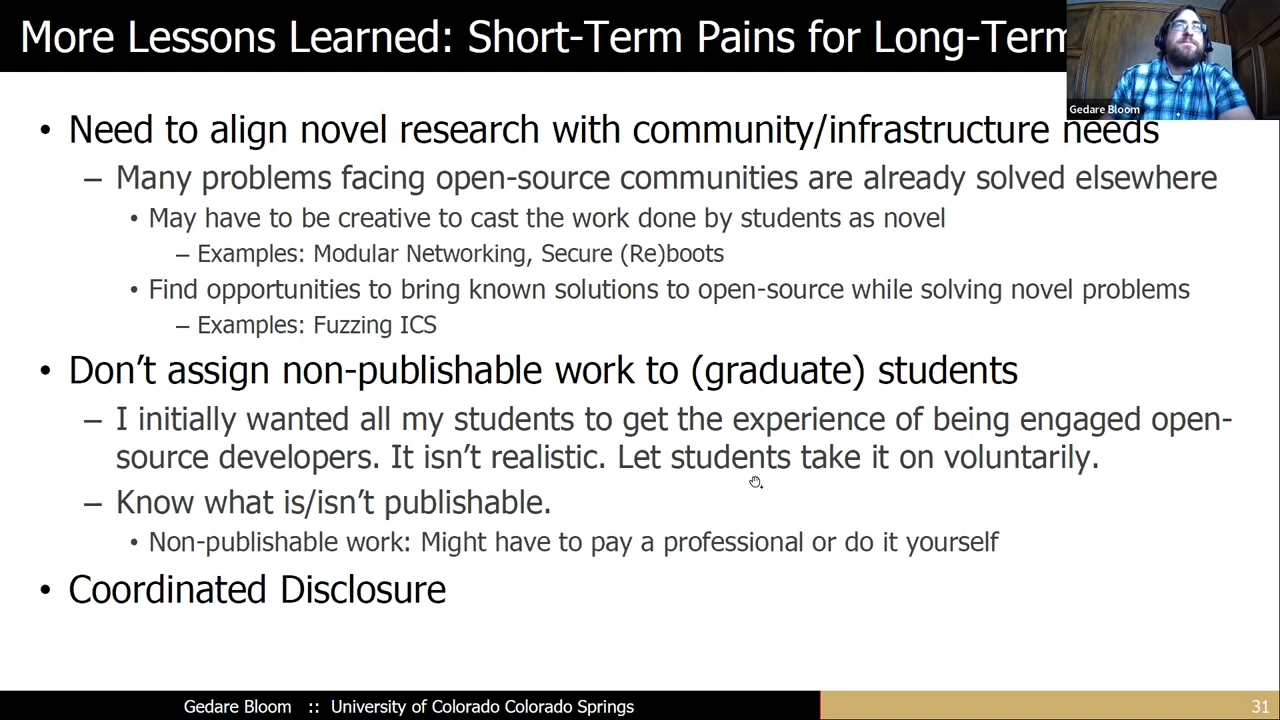 More Lessons Learned: Short-Term Pains for Long-Term
Gedare Bloom
• Need to align novel research with community/infrastructure needs
– Many problems facing open-source communities are already solved elsewhere
• May have to be creative to cast the work done by students as novel
– Examples: Modular Networking, Secure (Re)boots
• Find opportunities to bring known solutions to open-source while solving novel problems
– Examples: Fuzzing ICS
• Don’t assign non-publishable work to (graduate) students
– I initially wanted all my students to get the experience of being engaged open-
source developers. It isn’t realistic. Let students take it on voluntarily.
– Know what is/isn’t publishable.
• Non-publishable work: Might have to pay a professional or do it yourself
• Coordinated Disclosure
Gedare Bloom :: University of Colorado Colorado Springs
31